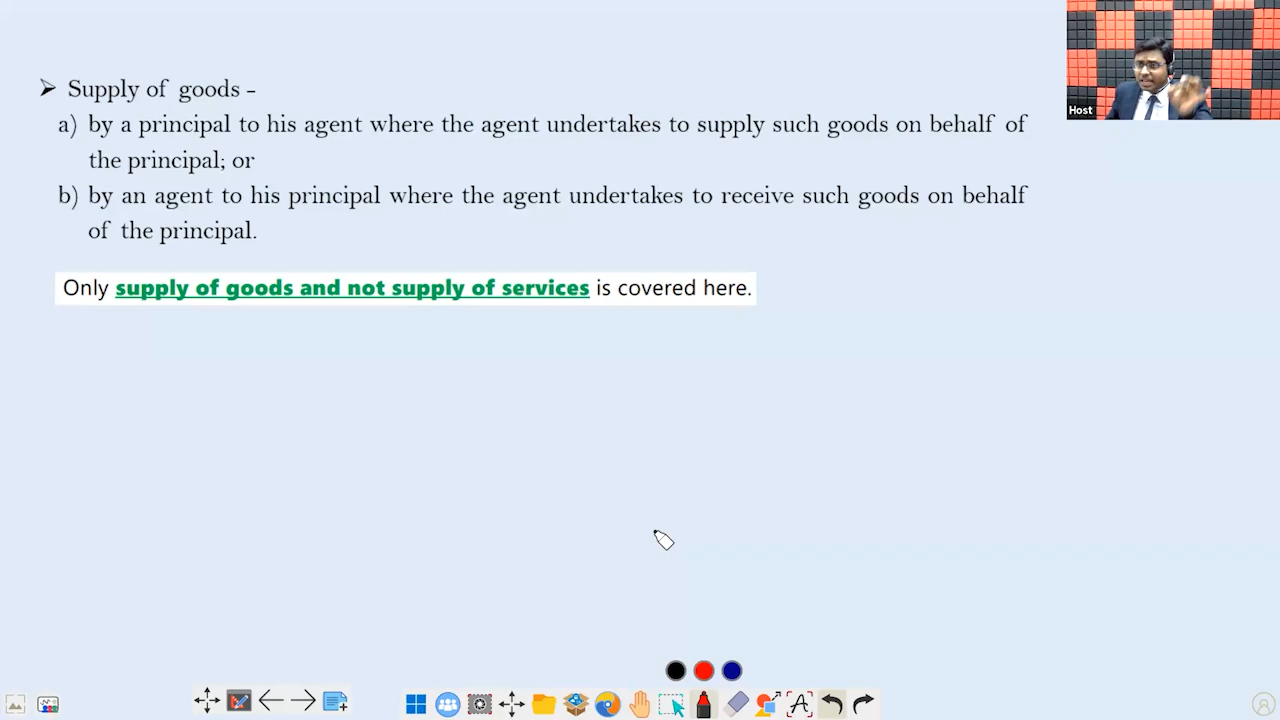 ➢ Supply of goods –
a) by a principal to his agent where the agent undertakes to supply such goods on behalf of
the principal; or
b) by an agent to his principal where the agent undertakes to receive such goods on behalf
of the principal.
Only supply of goods and not supply of services is covered here.
Host